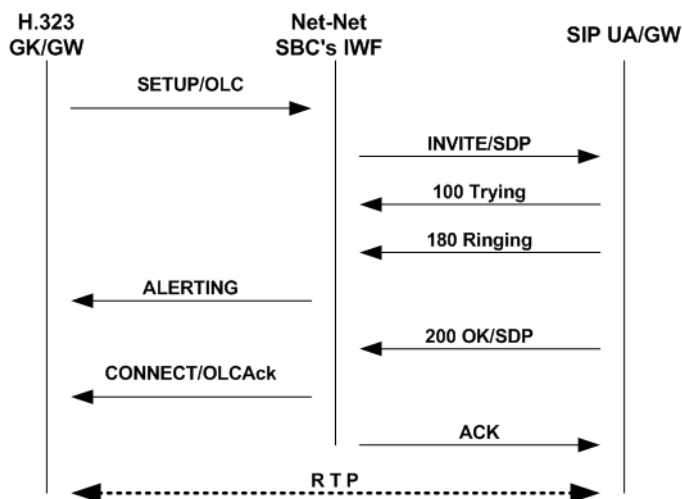 H.323
GK/GW
Net-Net
SBC's IWF
SIP UA/GW
SETUP/OLC
INVITE/SDP
100 Trying
180 Ringing
ALERTING
200 OK/SDP
CONNECT/OLCAck
ACK
R T P